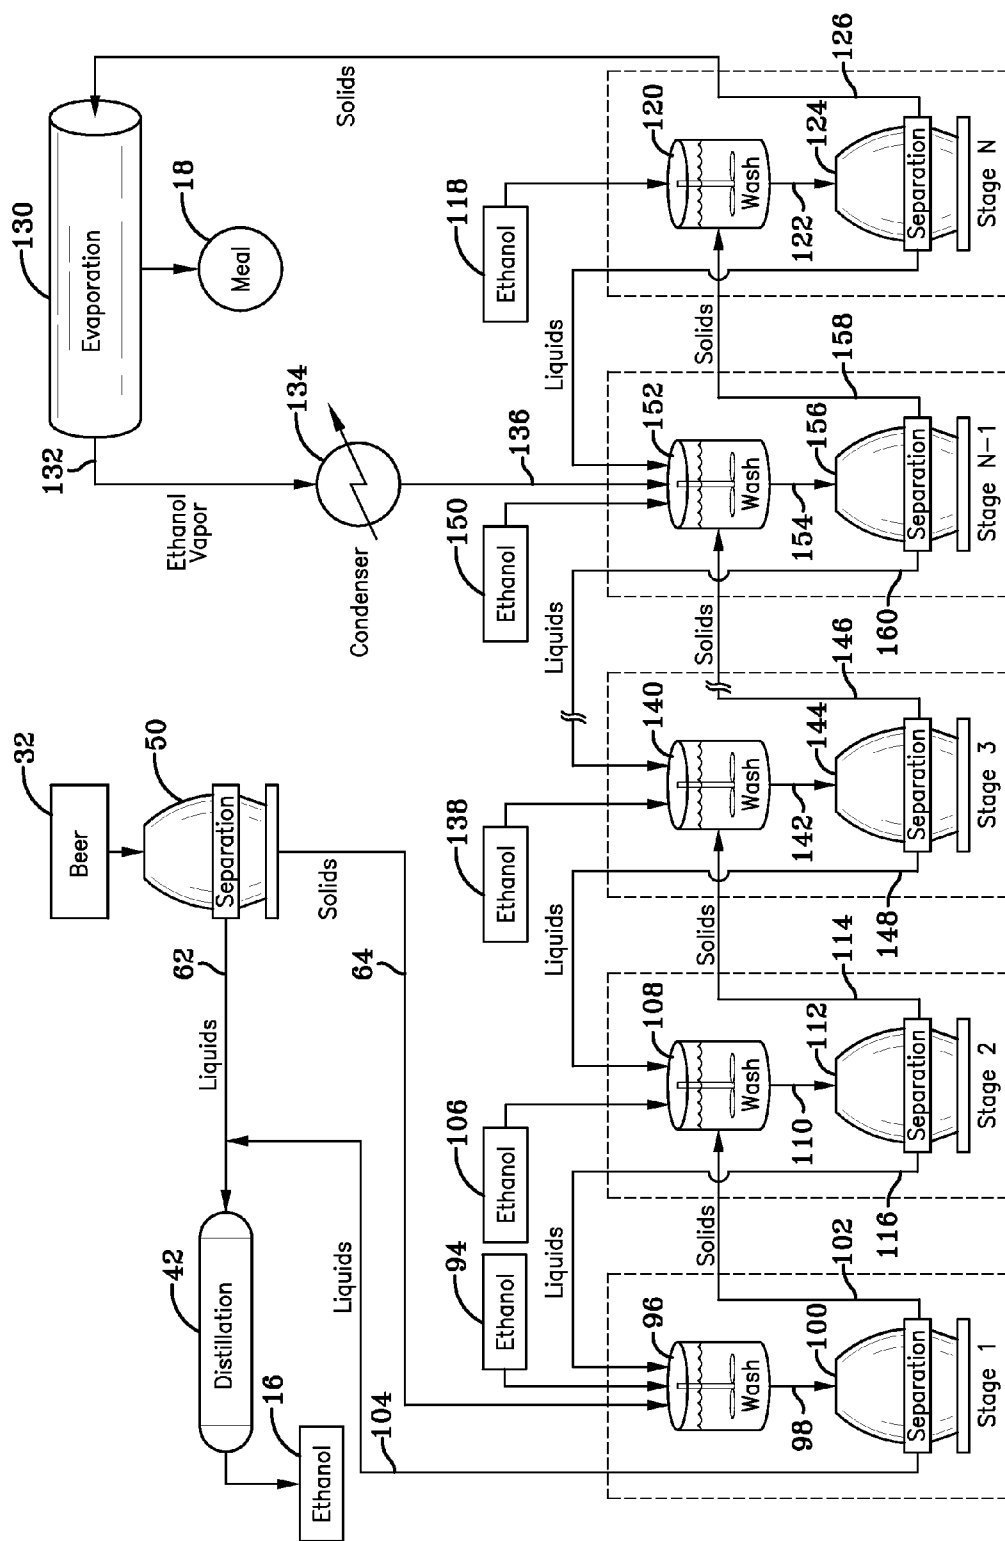 32
Beer
50
Separation
62
Liquids
Solids
64
42
Distillation
16
Ethanol
Liquids
104
130
Evaporation
18
Meal
132
Ethanol
Vapor
134
Condenser
136
Solids
94
Ethanol
106
Ethanol
138
Ethanol
150
Ethanol
118
Ethanol
Liquids
Liquids
Liquids
Liquids
96
Wash
98
100
Separation
Stage 1
102
Solids
108
Wash
110
112
Separation
Stage 2
116
114
Solids
140
Wash
142
144
Separation
Stage 3
148
146
Solids
152
Wash
154
156
Separation
Stage N-1
160
158
Solids
120
Wash
122
124
Separation
Stage N
126